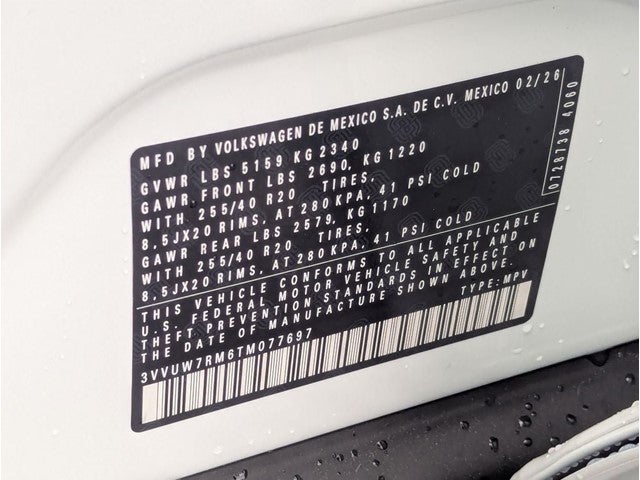 MFD BY VOLKSWAGEN DE MEXICO S.A. DE C.V. MEXICO 02/26
GVWR LBS 5159 KG 2340
GAWR FRONT LBS 2690, KG 1220
WITH 255/40 R20 TIRES,
8.5JX20 RIMS, AT 280 KPA, 41 PSI COLD
GAWR REAR LBS 2579, KG 1170
WITH 255/40 R20 TIRES,
8.5JX20 RIMS, AT 280 KPA, 41 PSI COLD
THIS VEHICLE CONFORMS TO ALL APPLICABLE
U.S. FEDERAL MOTOR VEHICLE SAFETY AND
THEFT PREVENTION STANDARDS IN EFFECT ON
THE DATE OF MANUFACTURE SHOWN ABOVE.
3VVUW7RM6TM077697 TYPE: MPV
0728738 4060